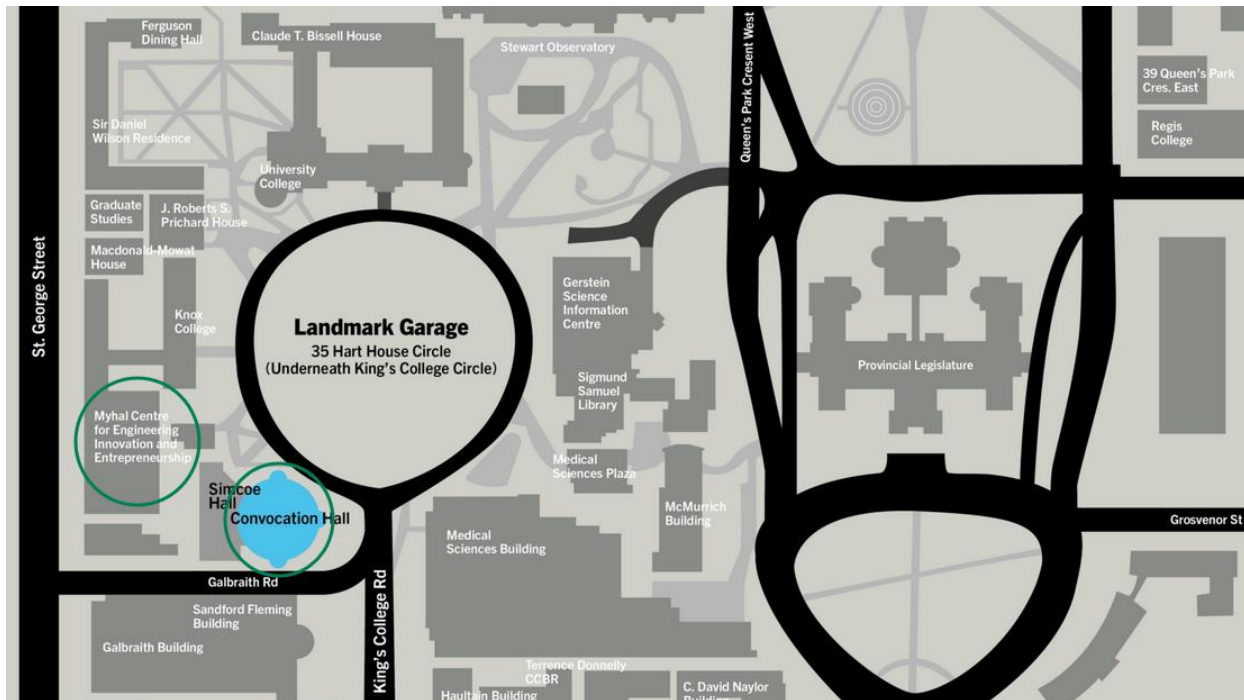 Ferguson
Dining Hall
Claude T. Bissell House
Stewart Observatory
Queen's Park Cresent West
39 Queen's Park
Cres. East
Regis
College
Sir Daniel
Wilson Residence
University
College
Graduate
Studies
J. Roberts S.
Prichard House
Macdonald-Mowat
House
St. George Street
Knox
College
Landmark Garage
35 Hart House Circle
(Underneath King's College Circle)
Gerstein
Science
Information
Centre
Provincial Legislature
Sigmund
Samuel
Library
Myhal Centre
for Engineering
Innovation and
Entrepreneurship
Medical
Sciences Plaza
Simcoe
Hall
Convocation Hall
McMurrich
Building
Medical
Sciences Building
Grosvenor St
Galbraith Rd
King's College Rd
Sandford Fleming
Building
Galbraith Building
Terrence Donnelly
CCBR
Haultain Building
C. David Naylor
Building